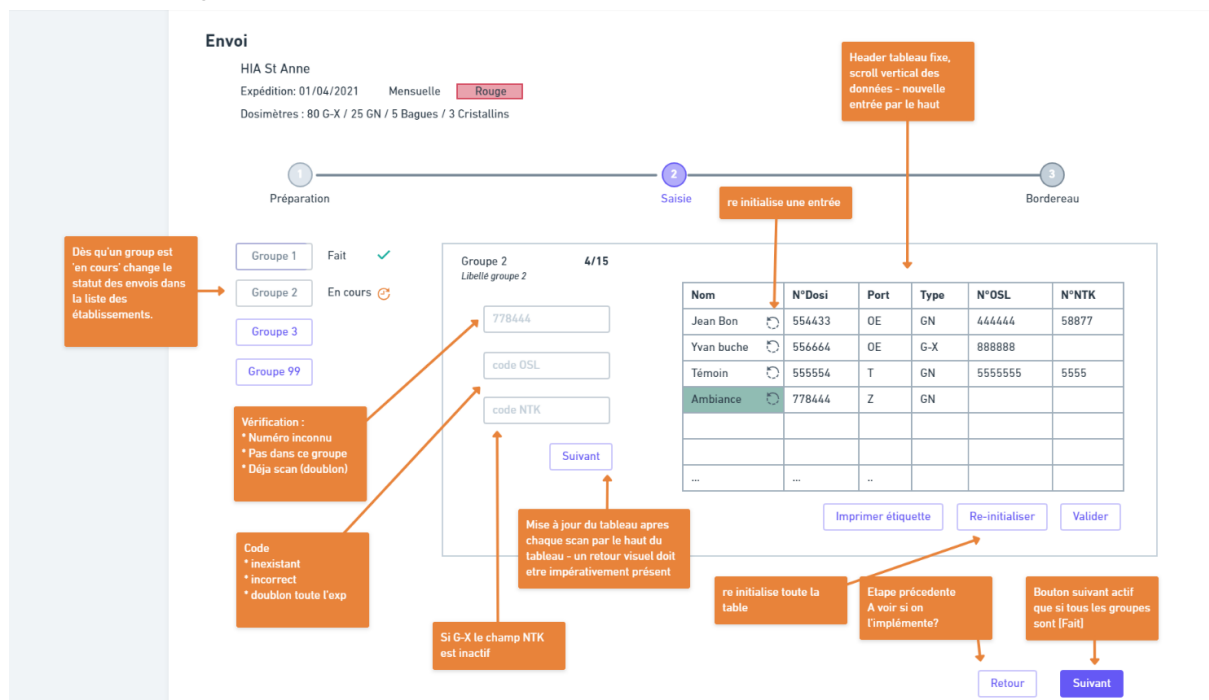 Envoi
HIA St Anne
Expédition: 01/04/2021 Mensuelle Rouge
Dosimètres : 80 G-X / 25 GN / 5 Bagues / 3 Cristallins
Header tableau fixe,
scroll vertical des
données - nouvelle
entrée par le haut
1
Préparation
2
Saisie
3
Bordereau
re initialise une entrée
Dès qu'un group est
'en cours' change le
statut des envois dans
la liste des
établissements.
Groupe 1 Fait
Groupe 2 En cours
Groupe 3
Groupe 99
Groupe 2 4/15
Libellé groupe 2
778444
code OSL
code NTK
Suivant
Nom N°Dosi Port Type N°OSL N°NTK
Jean Bon 554433 OE GN 444444 58877
Yvan buche 556664 OE G-X 888888
Témoin 555554 T GN 5555555 5555
Ambiance 778444 Z GN
... ... ..
Imprimer étiquette Re-initialiser Valider
Vérification :
* Numéro inconnu
* Pas dans ce groupe
* Déja scan (doublon)
Code
* inexistant
* incorrect
* doublon toute l'exp
Mise à jour du tableau apres
chaque scan par le haut du
tableau - un retour visuel doit
etre impérativement présent
Si G-X le champ NTK
est inactif
re initialise toute la
table
Etape précedente
A voir si on
l'implémente?
Bouton suivant actif
que si tous les groupes
sont [Fait]
Retour Suivant